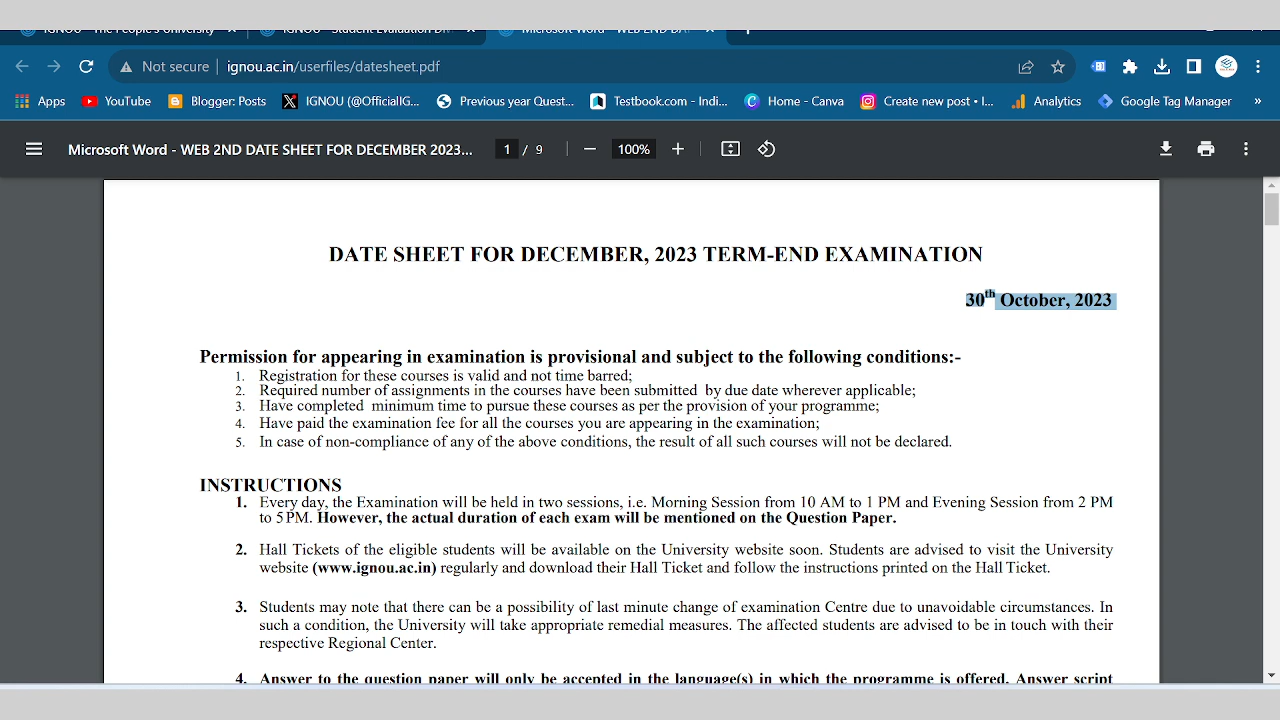 IGNOU - The People's University
IGNOU - Student Evaluation Di
Microsoft Word - WEB 2ND DAT
Not secure ignou.ac.in/userfiles/datesheet.pdf
Apps YouTube Blogger: Posts IGNOU (@OfficialIG... Previous year Quest... Testbook.com - Indi... Home - Canva Create new post • I... Analytics Google Tag Manager »
Microsoft Word - WEB 2ND DATE SHEET FOR DECEMBER 2023... 1 / 9 100%
DATE SHEET FOR DECEMBER, 2023 TERM-END EXAMINATION
30th October, 2023
Permission for appearing in examination is provisional and subject to the following conditions:-
1. Registration for these courses is valid and not time barred;
2. Required number of assignments in the courses have been submitted by due date wherever applicable;
3. Have completed minimum time to pursue these courses as per the provision of your programme;
4. Have paid the examination fee for all the courses you are appearing in the examination;
5. In case of non-compliance of any of the above conditions, the result of all such courses will not be declared.
INSTRUCTIONS
1. Every day, the Examination will be held in two sessions, i.e. Morning Session from 10 AM to 1 PM and Evening Session from 2 PM
to 5 PM. However, the actual duration of each exam will be mentioned on the Question Paper.
2. Hall Tickets of the eligible students will be available on the University website soon. Students are advised to visit the University
website (www.ignou.ac.in) regularly and download their Hall Ticket and follow the instructions printed on the Hall Ticket.
3. Students may note that there can be a possibility of last minute change of examination Centre due to unavoidable circumstances. In
such a condition, the University will take appropriate remedial measures. The affected students are advised to be in touch with their
respective Regional Center.
4. Answer to the question paper will only be accepted in the language(s) in which the programme is offered. Answer script